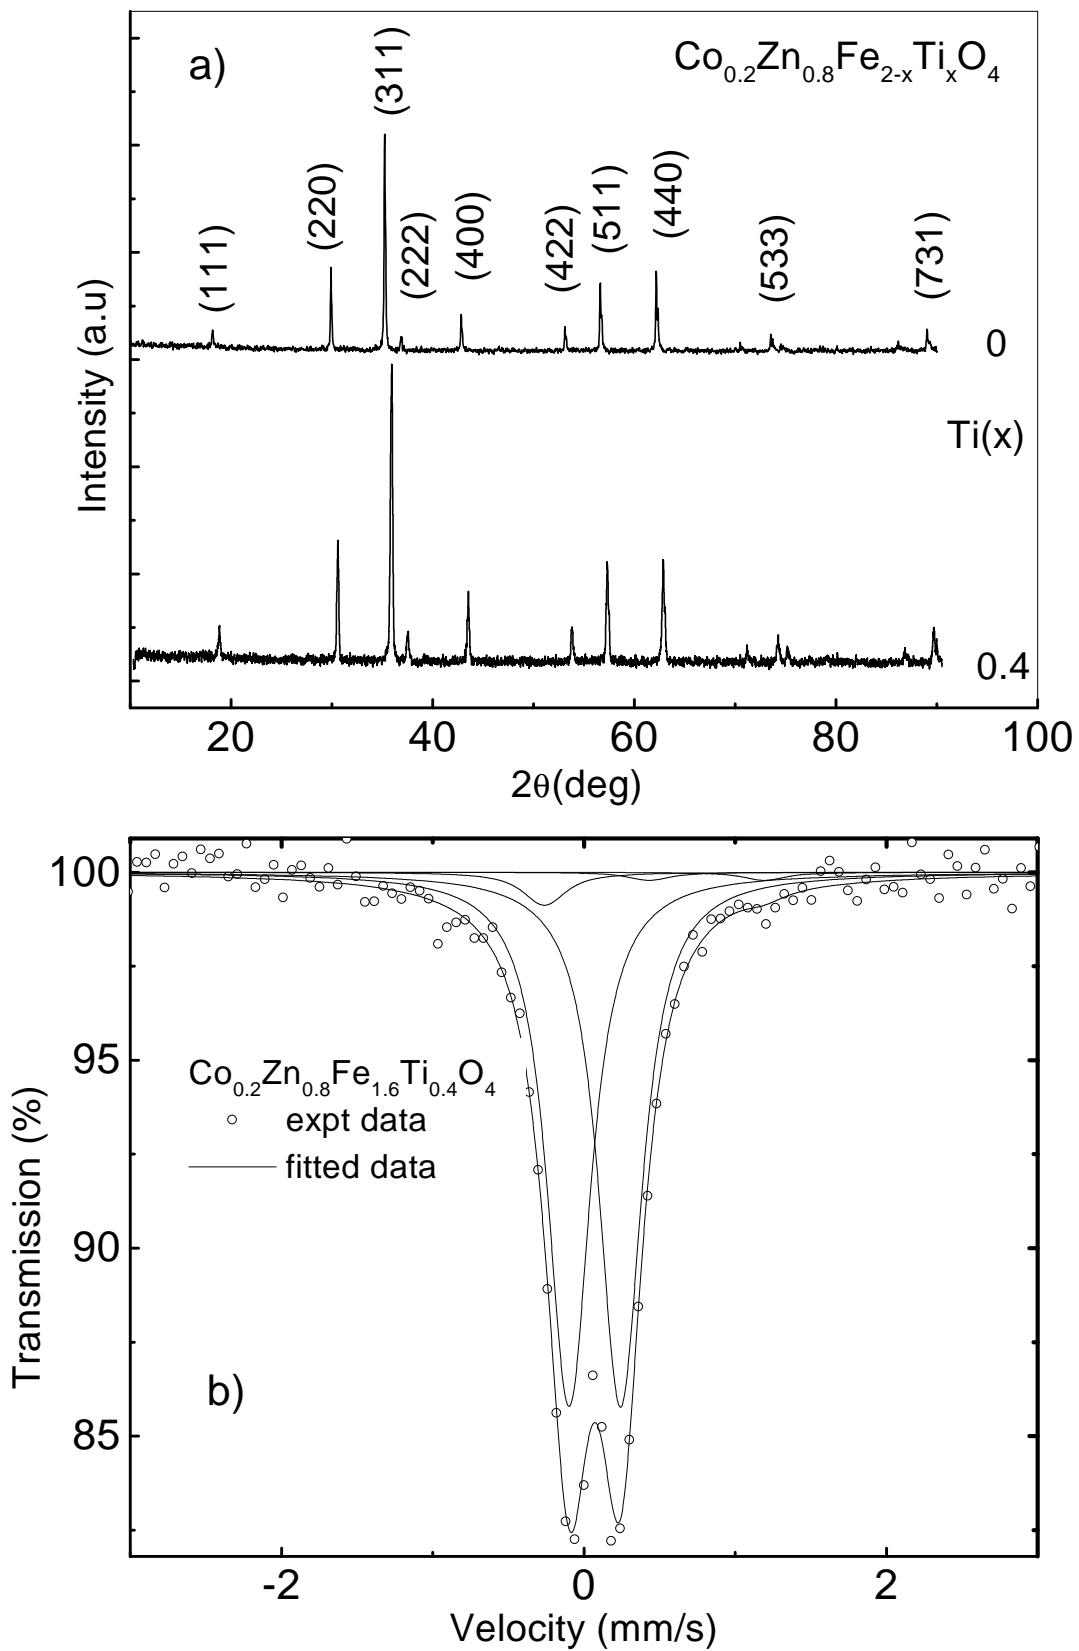 a)
Co0.2Zn0.8Fe2-xTixO4
(111)
(220)
(311)
(222)
(400)
(422)
(511)
(440)
(533)
(731)
0
Ti(x)
0.4
Intensity (a.u)
20 40 60 80 100
2θ(deg)
100
95
90
85
Transmission (%)
Co0.2Zn0.8Fe1.6Ti0.4O4
expt data
fitted data
b)
-2 0 2
Velocity (mm/s)